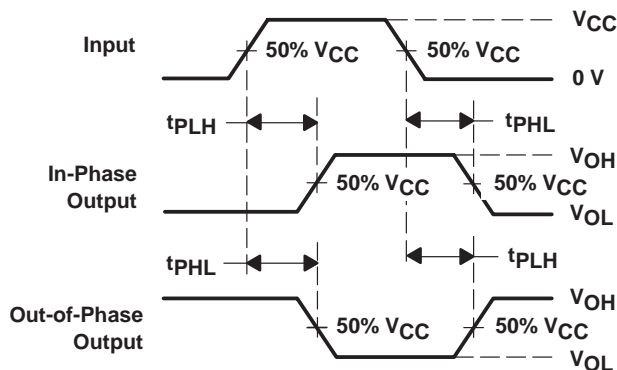 VCC
Input
50% VCC
50% VCC
0 V
tPLH
tPHL
VOH
In-Phase
Output
50% VCC
50% VCC
VOL
tPHL
tPLH
VOH
Out-of-Phase
Output
50% VCC
50% VCC
VOL